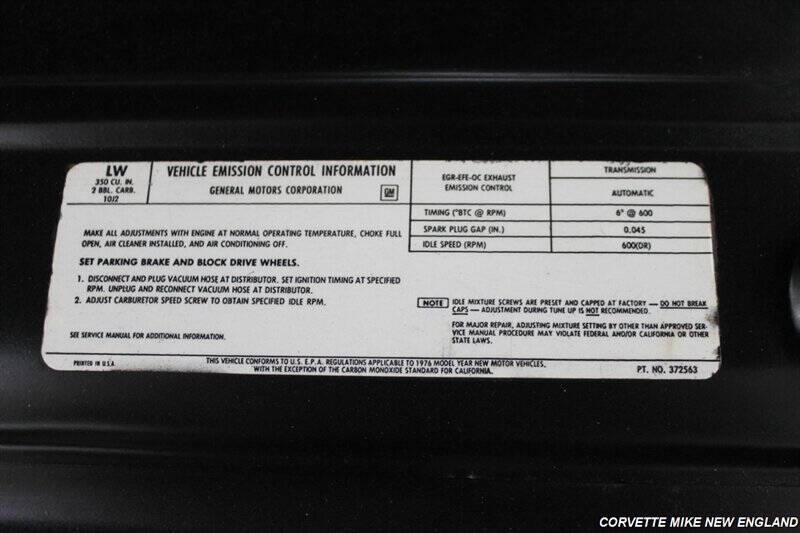 LW
350 CU. IN.
2 BBL. CARB.
10J2
VEHICLE EMISSION CONTROL INFORMATION
GENERAL MOTORS CORPORATION
GM
EGR-EFE-OC EXHAUST
EMISSION CONTROL
TRANSMISSION
AUTOMATIC
TIMING (°BTC @ RPM) 6° @ 600
SPARK PLUG GAP (IN.) 0.045
IDLE SPEED (RPM) 600(DR)
MAKE ALL ADJUSTMENTS WITH ENGINE AT NORMAL OPERATING TEMPERATURE, CHOKE FULL
OPEN, AIR CLEANER INSTALLED, AND AIR CONDITIONING OFF.
SET PARKING BRAKE AND BLOCK DRIVE WHEELS.
1. DISCONNECT AND PLUG VACUUM HOSE AT DISTRIBUTOR. SET IGNITION TIMING AT SPECIFIED
RPM. UNPLUG AND RECONNECT VACUUM HOSE AT DISTRIBUTOR.
2. ADJUST CARBURETOR SPEED SCREW TO OBTAIN SPECIFIED IDLE RPM.
NOTE IDLE MIXTURE SCREWS ARE PRESET AND CAPPED AT FACTORY — DO NOT BREAK
CAPS — ADJUSTMENT DURING TUNE UP IS NOT RECOMMENDED.
FOR MAJOR REPAIR, ADJUSTING MIXTURE SETTING BY OTHER THAN APPROVED SER-
VICE MANUAL PROCEDURE MAY VIOLATE FEDERAL AND/OR CALIFORNIA OR OTHER
STATE LAWS.
SEE SERVICE MANUAL FOR ADDITIONAL INFORMATION.
PRINTED IN U.S.A.
THIS VEHICLE CONFORMS TO U.S. E.P.A. REGULATIONS APPLICABLE TO 1976 MODEL YEAR NEW MOTOR VEHICLES,
WITH THE EXCEPTION OF THE CARBON MONOXIDE STANDARD FOR CALIFORNIA.
PT. NO. 372563
CORVETTE MIKE NEW ENGLAND